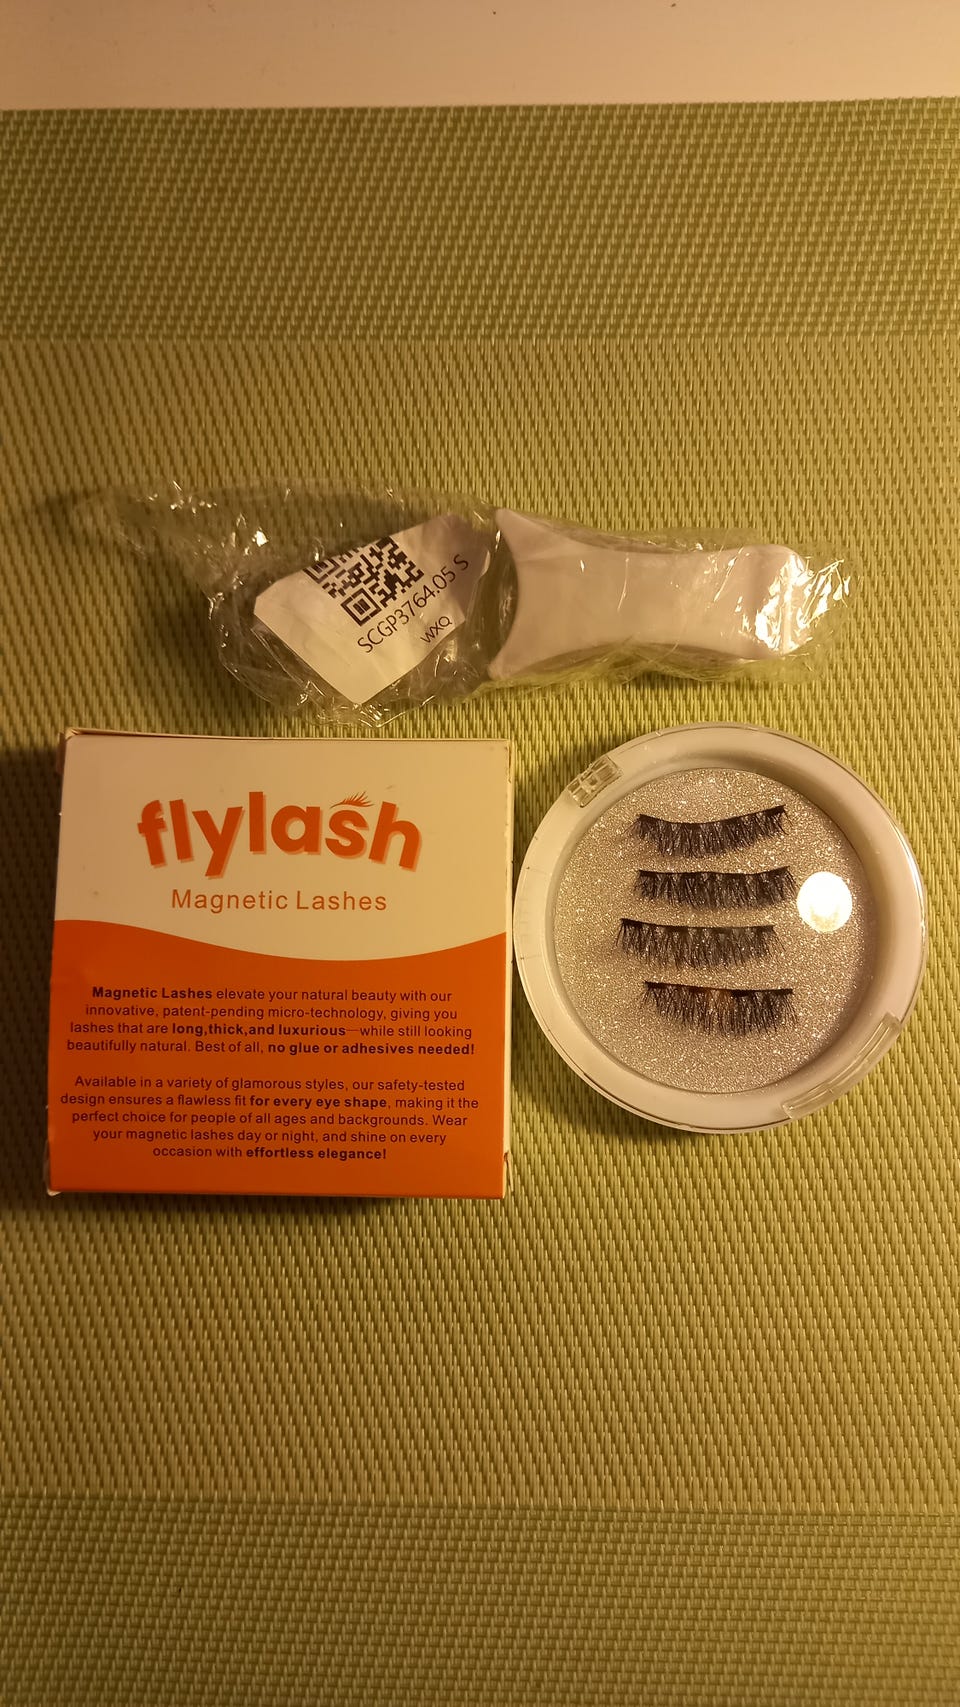 SCGP3764.05 S
WXQ
flylash
Magnetic Lashes
Magnetic Lashes elevate your natural beauty with our
innovative, patent-pending micro-technology, giving you
lashes that are long,thick,and luxurious—while still looking
beautifully natural. Best of all, no glue or adhesives needed!
Available in a variety of glamorous styles, our safety-tested
design ensures a flawless fit for every eye shape, making it the
perfect choice for people of all ages and backgrounds. Wear
your magnetic lashes day or night, and shine on every
occasion with effortless elegance!